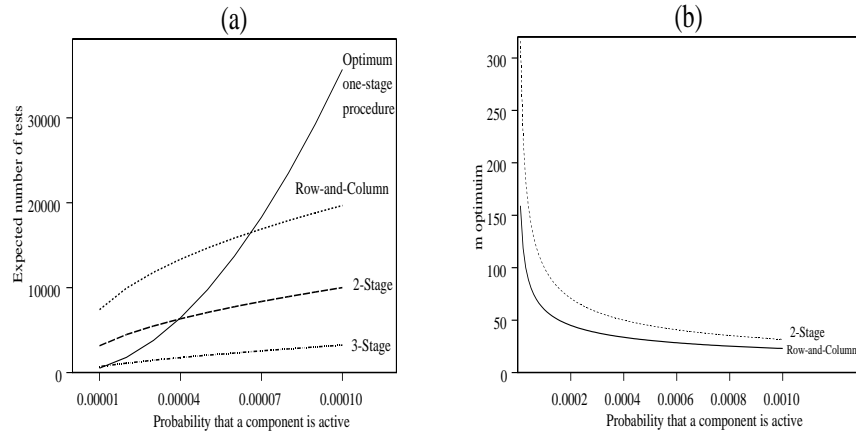 (a)
Expected number of tests
30000
20000
10000
0
Optimum
one-stage
procedure
Row-and-Column
2-Stage
3-Stage
0.00001
0.00004
0.00007
0.00010
Probability that a component is active
(b)
m optimuim
300
250
200
150
100
50
0
2-Stage
Row-and-Column
0.0002
0.0004
0.0006
0.0008
0.0010
Probability that a component is active